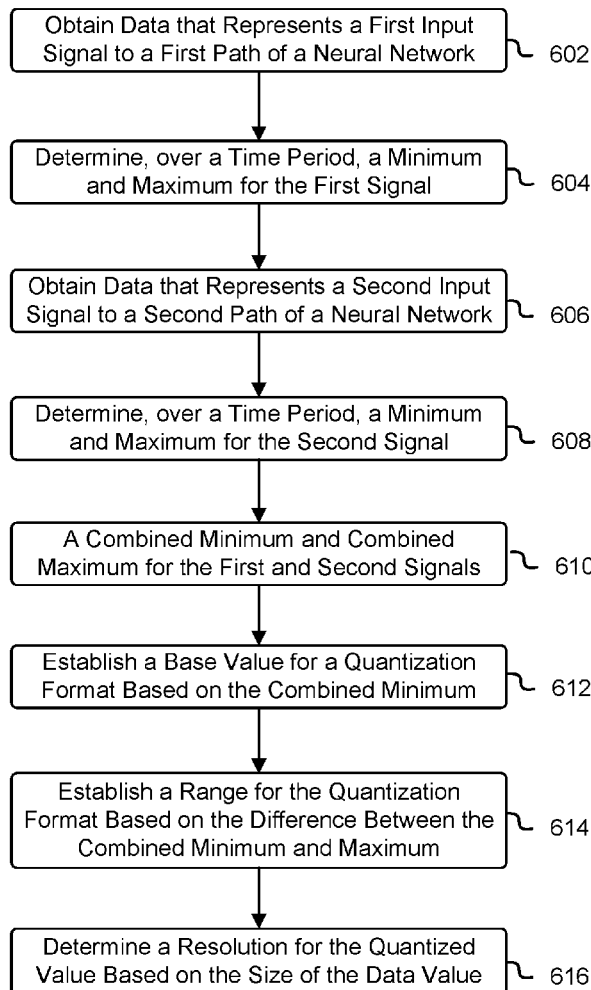 Obtain Data that Represents a First Input
Signal to a First Path of a Neural Network
602
Determine, over a Time Period, a Minimum
and Maximum for the First Signal
604
Obtain Data that Represents a Second Input
Signal to a Second Path of a Neural Network
606
Determine, over a Time Period, a Minimum
and Maximum for the Second Signal
608
A Combined Minimum and Combined
Maximum for the First and Second Signals
610
Establish a Base Value for a Quantization
Format Based on the Combined Minimum
612
Establish a Range for the Quantization
Format Based on the Difference Between the
Combined Minimum and Maximum
614
Determine a Resolution for the Quantized
Value Based on the Size of the Data Value
616